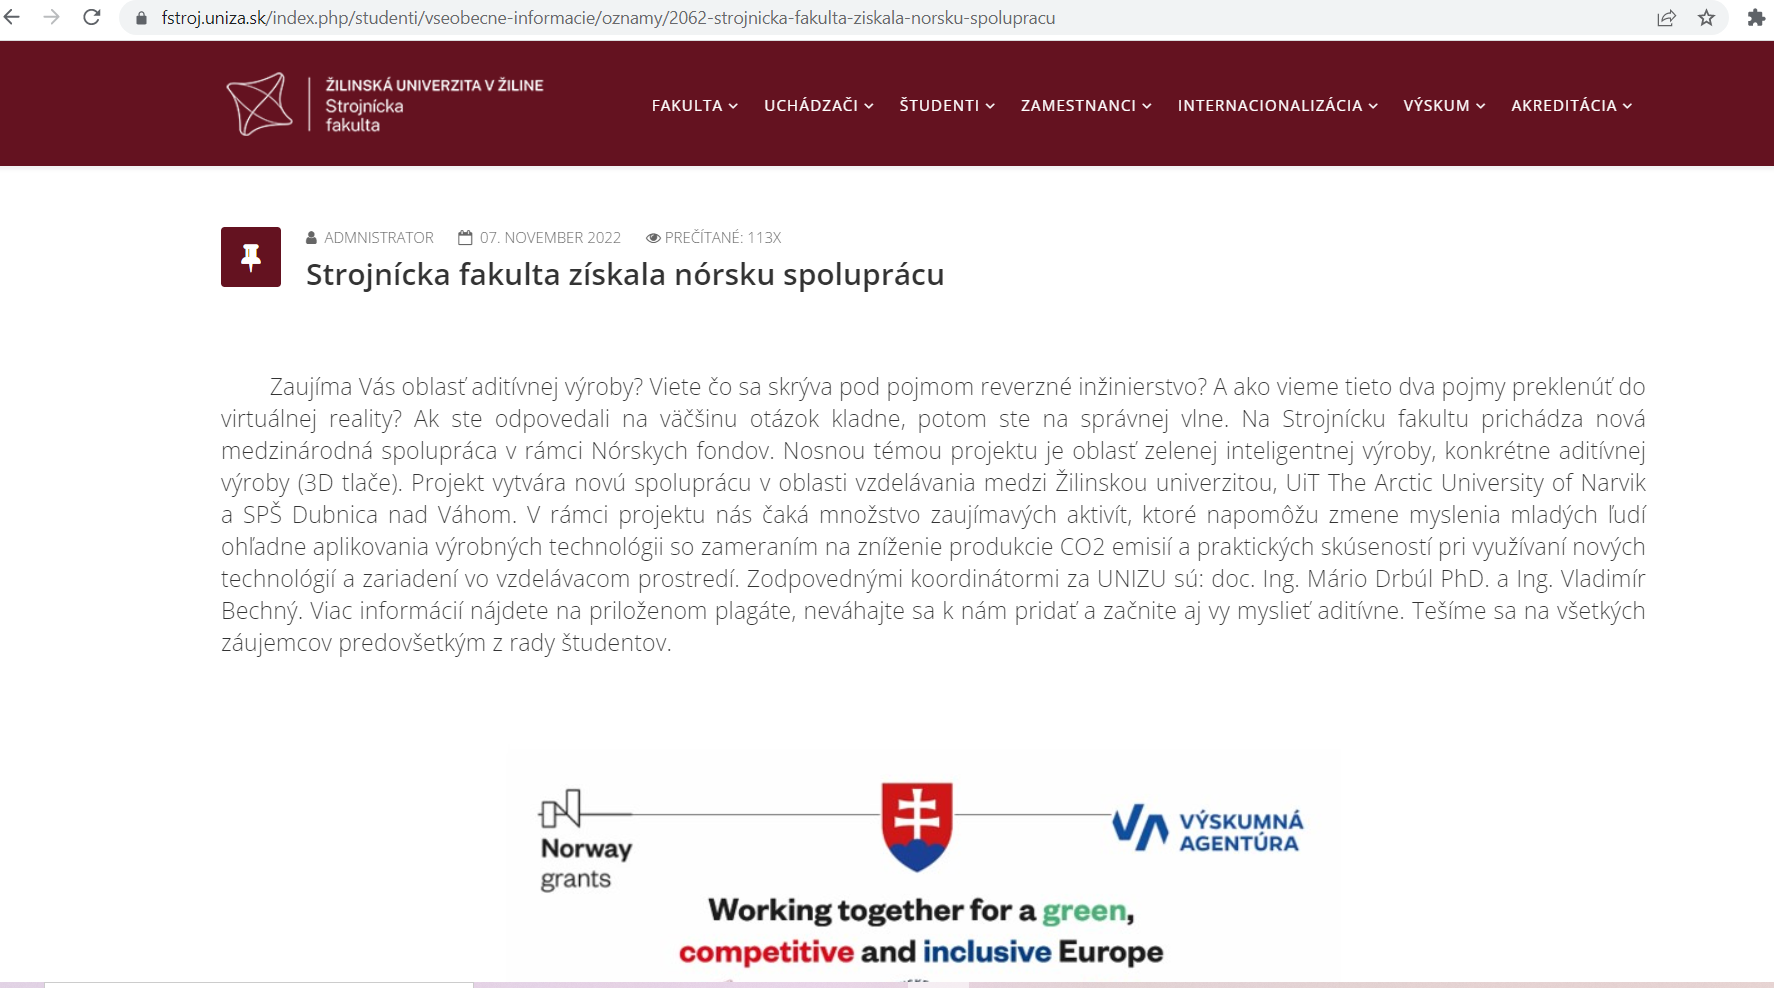 fstroj.uniza.sk/index.php/studenti/vseobecne-informacie/oznamy/2062-strojnicka-fakulta-ziskala-norsku-spolupracu
ŽILINSKÁ UNIVERZITA V ŽILINE
Strojnícka
fakulta
FAKULTA UCHÁDZAČI ŠTUDENTI ZAMESTNANCI INTERNACIONALIZÁCIA VÝSKUM AKREDITÁCIA
ADMNISTRATOR 07. NOVEMBER 2022 PREČÍTANÉ: 113X
Strojnícka fakulta získala nórsku spoluprácu
Zaujíma Vás oblasť aditívnej výroby? Viete čo sa skrýva pod pojmom reverzné inžinierstvo? A ako vieme tieto dva pojmy preklenúť do
virtuálnej reality? Ak ste odpovedali na väčšinu otázok kladne, potom ste na správnej vlne. Na Strojnícku fakultu prichádza nová
medzinárodná spolupráca v rámci Nórskych fondov. Nosnou témou projektu je oblasť zelenej inteligentnej výroby, konkrétne aditívnej
výroby (3D tlače). Projekt vytvára novú spoluprácu v oblasti vzdelávania medzi Žilinskou univerzitou, UiT The Arctic University of Narvik
a SPŠ Dubnica nad Váhom. V rámci projektu nás čaká množstvo zaujímavých aktivít, ktoré napomôžu zmene myslenia mladých ľudí
ohľadne aplikovania výrobných technológii so zameraním na zníženie produkcie CO2 emisií a praktických skúseností pri využívaní nových
technológií a zariadení vo vzdelávacom prostredí. Zodpovednými koordinátormi za UNIZU sú: doc. Ing. Mário Drbúl PhD. a Ing. Vladimír
Bechný. Viac informácií nájdete na priloženom plagáte, neváhajte sa k nám pridať a začnite aj vy myslieť aditívne. Tešíme sa na všetkých
záujemcov predovšetkým z rady študentov.
Norway
grants
VÝSKUMNÁ
AGENTÚRA
Working together for a green,
competitive and inclusive Europe